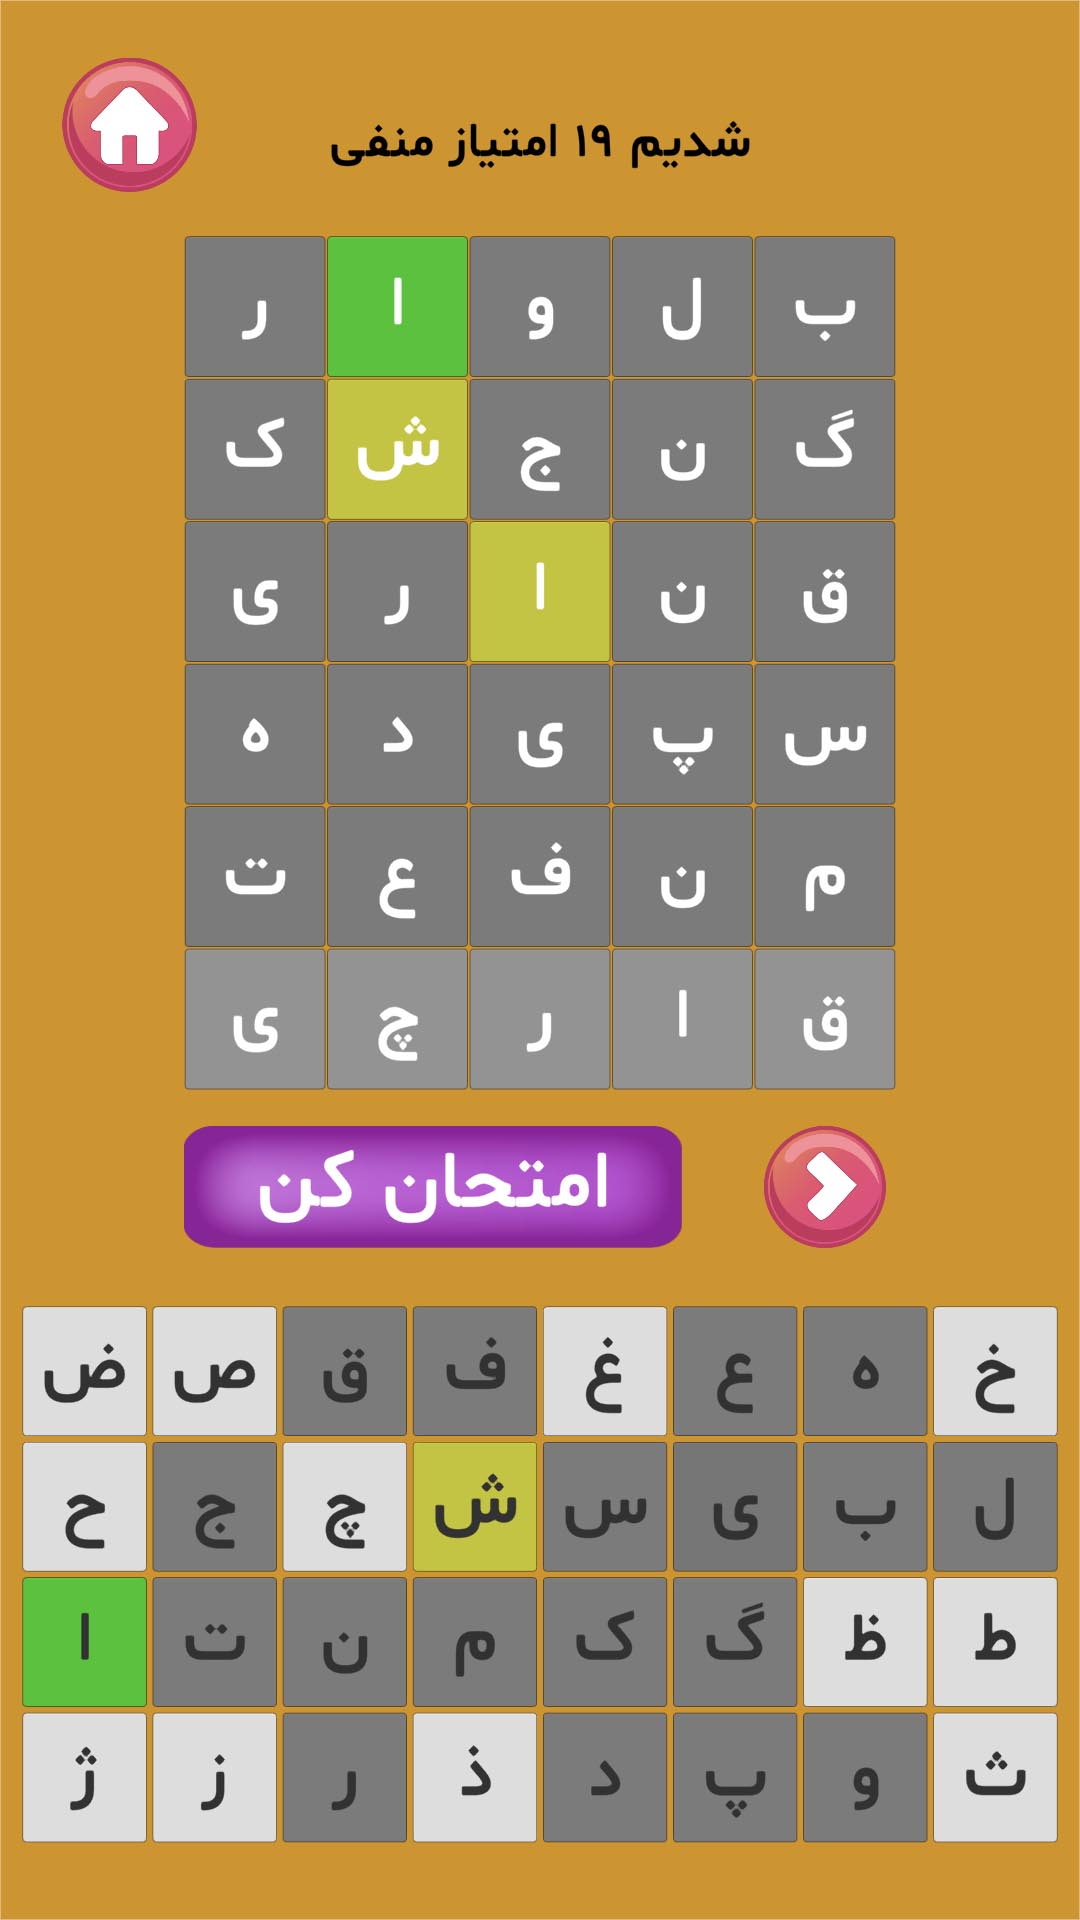 شدیم ۱۹ امتیاز منفی
ب ل و ا ر
گ ن ج ش ک
ق ن ا ر ی
س پ ی د ه
م ن ف ع ت
ق ا ر چ ی
امتحان کن
خ ه ع غ ف ق ص ض
ل ب ی س ش چ ج ح
ط ظ گ ک م ن ت ا
ث و پ د ذ ر ز ژ